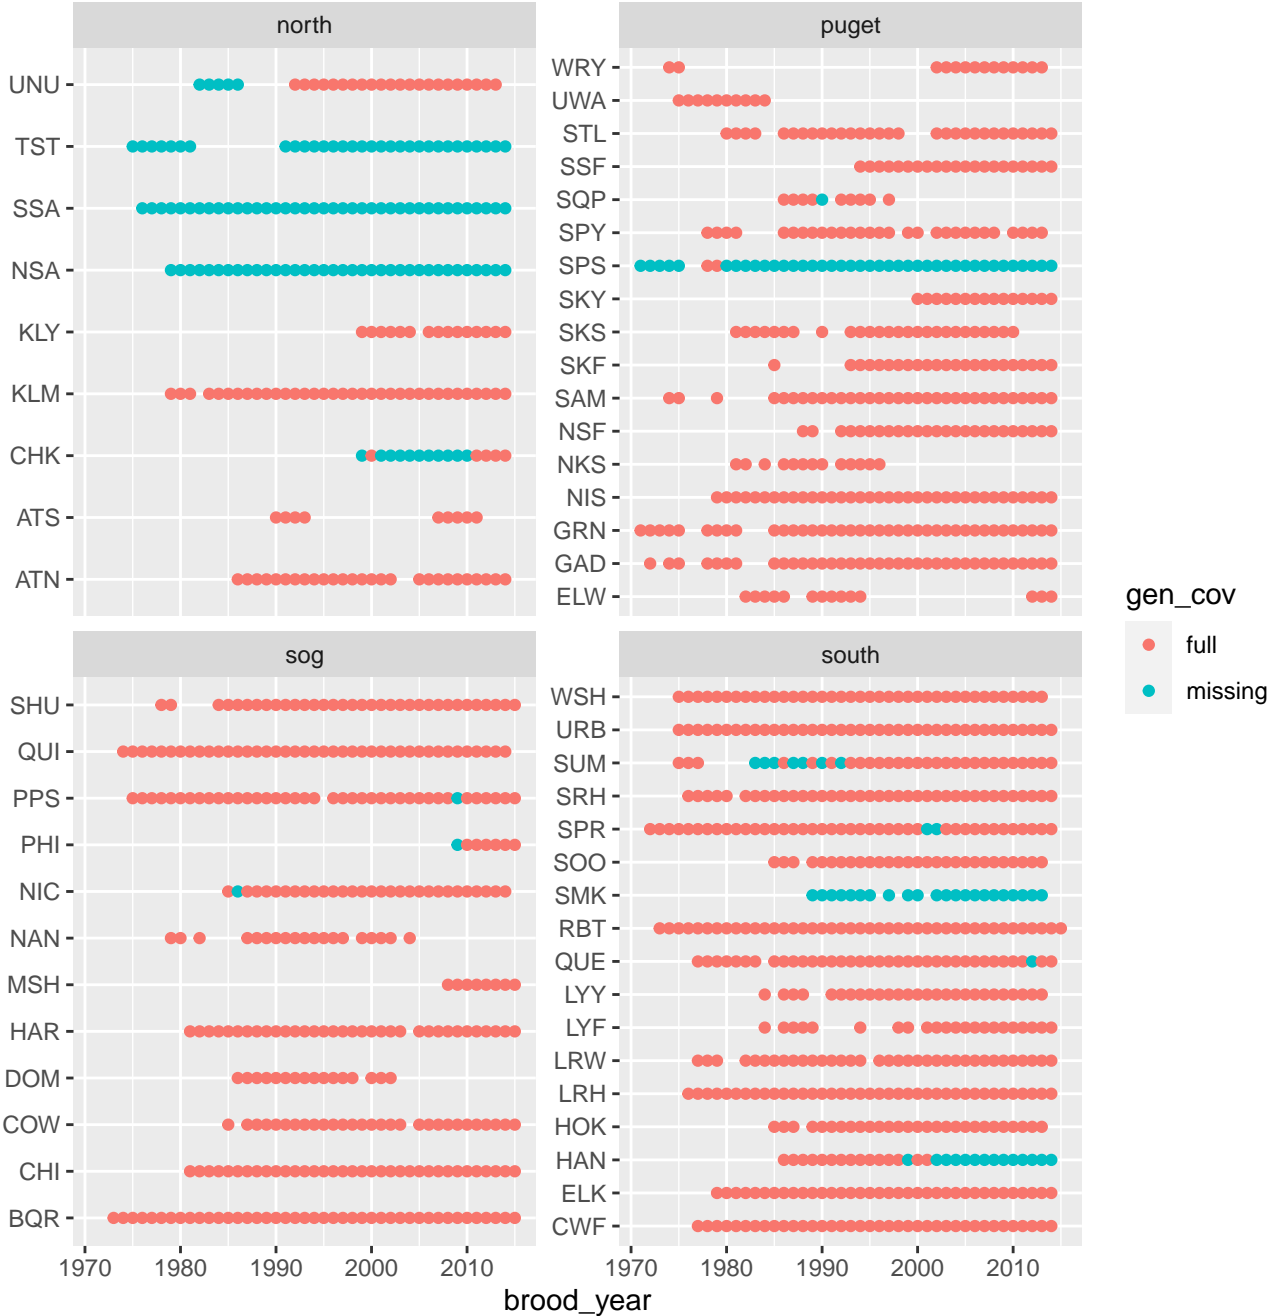 north
puget
UNU
TST
SSA
NSA
KLY
KLM
CHK
ATS
ATN
WRY
UWA
STL
SSF
SQP
SPY
SPS
SKY
SKS
SKF
SAM
NSF
NKS
NIS
GRN
GAD
ELW
sog
south
SHU
QUI
PPS
PHI
NIC
NAN
MSH
HAR
DOM
COW
CHI
BQR
WSH
URB
SUM
SRH
SPR
SOO
SMK
RBT
QUE
LYY
LYF
LRW
LRH
HOK
HAN
ELK
CWF
1970 1980 1990 2000 2010
1970 1980 1990 2000 2010
brood_year
gen_cov
full
missing